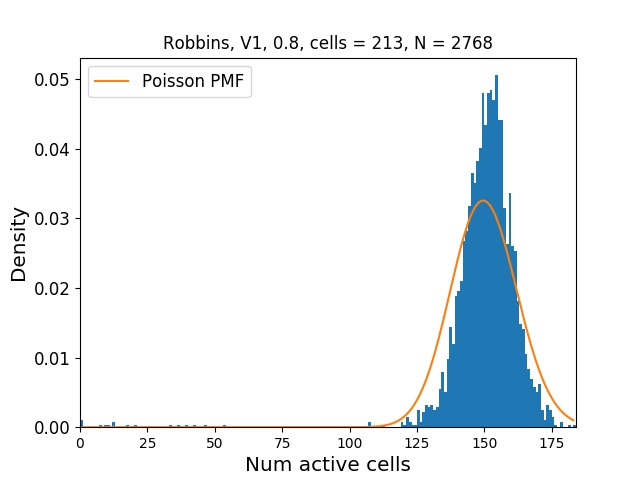 Robbins, V1, 0.8, cells = 213, N = 2768
Poisson PMF
0.05
0.04
0.03
0.02
0.01
0.00
Density
0 25 50 75 100 125 150 175
Num active cells